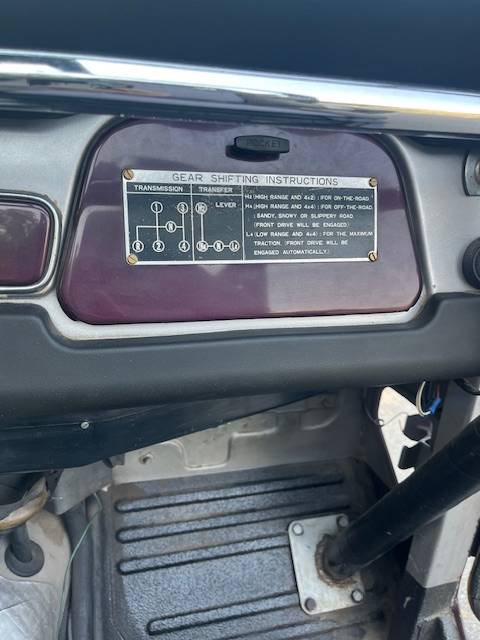 POCKET
GEAR SHIFTING INSTRUCTIONS
TRANSMISSION TRANSFER LEVER
1 3 H2
N
R 2 4 H4 N L4
H2 (HIGH RANGE AND 4x2) : FOR ON-THE-ROAD.
H4 (HIGH RANGE AND 4x4) : FOR OFF-THE-ROAD.
: SANDY, SNOWY OR SLIPPERY ROAD
(FRONT DRIVE WILL BE ENGAGED)
L4 (LOW RANGE AND 4x4) : FOR THE MAXIMUM
TRACTION. (FRONT DRIVE WILL BE
ENGAGED AUTOMATICALLY.)